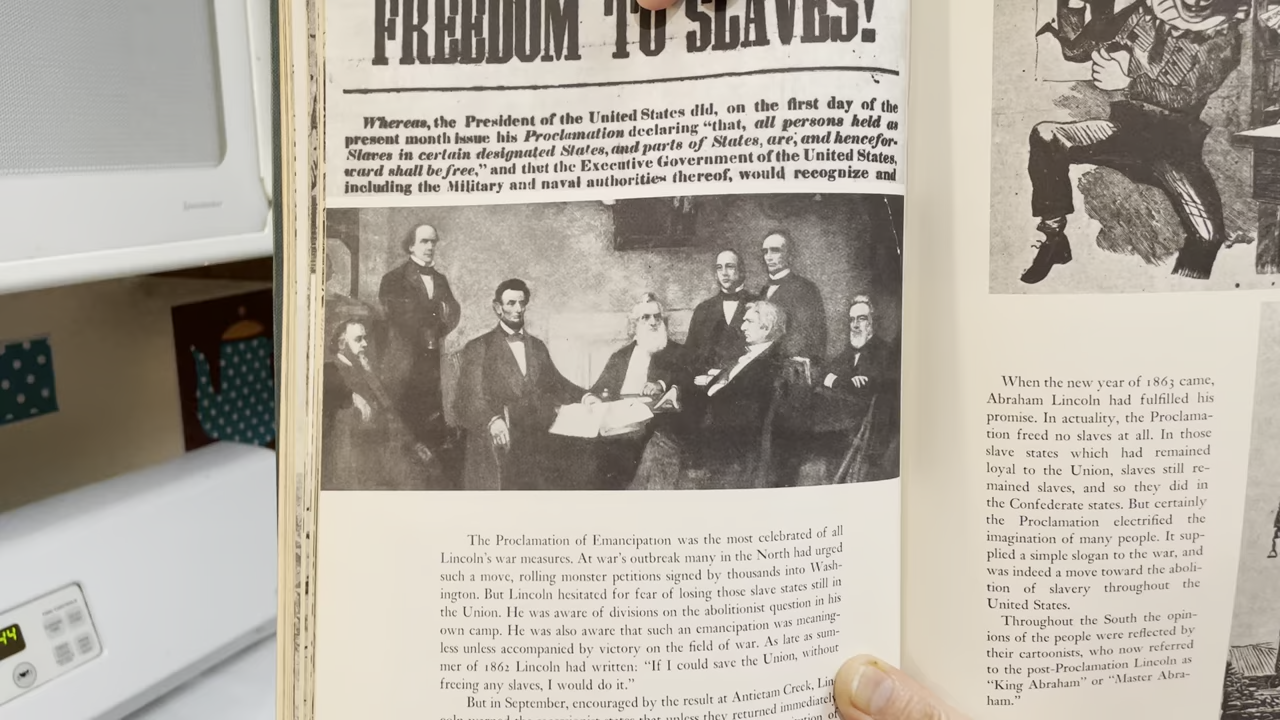 FREEDOM TO SLAVES!
Whereas, the President of the United States did, on the first day of the
present month issue his Proclamation declaring "that, all persons held as
Slaves in certain designated States, and parts of States, are, and hencefor-
ward shall be free," and that the Executive Government of the United States,
including the Military and naval authorities thereof, would recognize and
The Proclamation of Emancipation was the most celebrated of all
Lincoln's war measures. At war's outbreak many in the North had urged
such a move, rolling monster petitions signed by thousands into Wash-
ington. But Lincoln hesitated for fear of losing those slave states still in
the Union. He was aware of divisions on the abolitionist question in his
own camp. He was also aware that such an emancipation was meaning-
less unless accompanied by victory on the field of war. As late as sum-
mer of 1862 Lincoln had written: "If I could save the Union, without
freeing any slaves, I would do it."
But in September, encouraged by the result at Antietam Creek, Lin
states that unless they returned immediately
When the new year of 1863 came,
Abraham Lincoln had fulfilled his
promise. In actuality, the Proclama-
tion freed no slaves at all. In those
slave states which had remained
loyal to the Union, slaves still re-
mained slaves, and so they did in
the Confederate states. But certainly
the Proclamation electrified the
imagination of many people. It sup-
plied a simple slogan to the war, and
was indeed a move toward the aboli-
tion of slavery throughout the
United States.
Throughout the South the opin-
ions of the people were reflected by
their cartoonists, who now referred
to the post-Proclamation Lincoln as
"King Abraham" or "Master Abra-
ham."
44